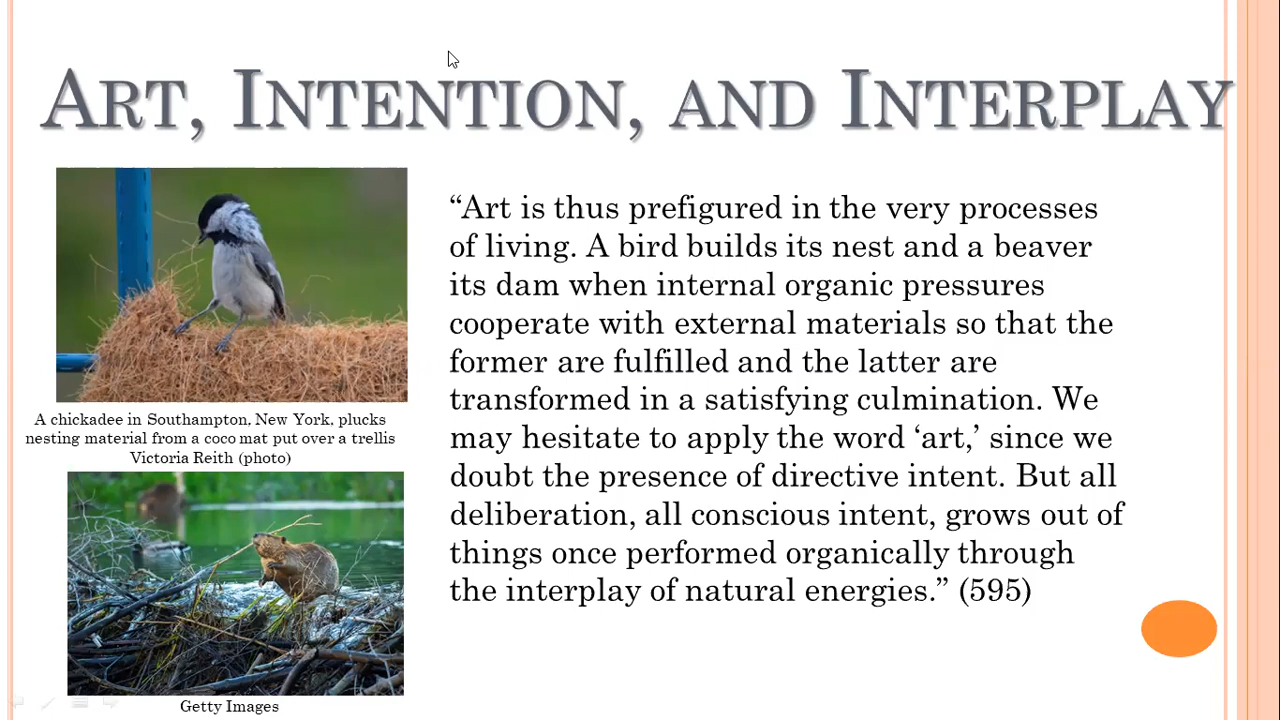 Art, Intention, and Interplay
A chickadee in Southampton, New York, plucks
nesting material from a coco mat put over a trellis
Victoria Reith (photo)
Getty Images
“Art is thus prefigured in the very processes
of living. A bird builds its nest and a beaver
its dam when internal organic pressures
cooperate with external materials so that the
former are fulfilled and the latter are
transformed in a satisfying culmination. We
may hesitate to apply the word ‘art,’ since we
doubt the presence of directive intent. But all
deliberation, all conscious intent, grows out of
things once performed organically through
the interplay of natural energies.” (595)